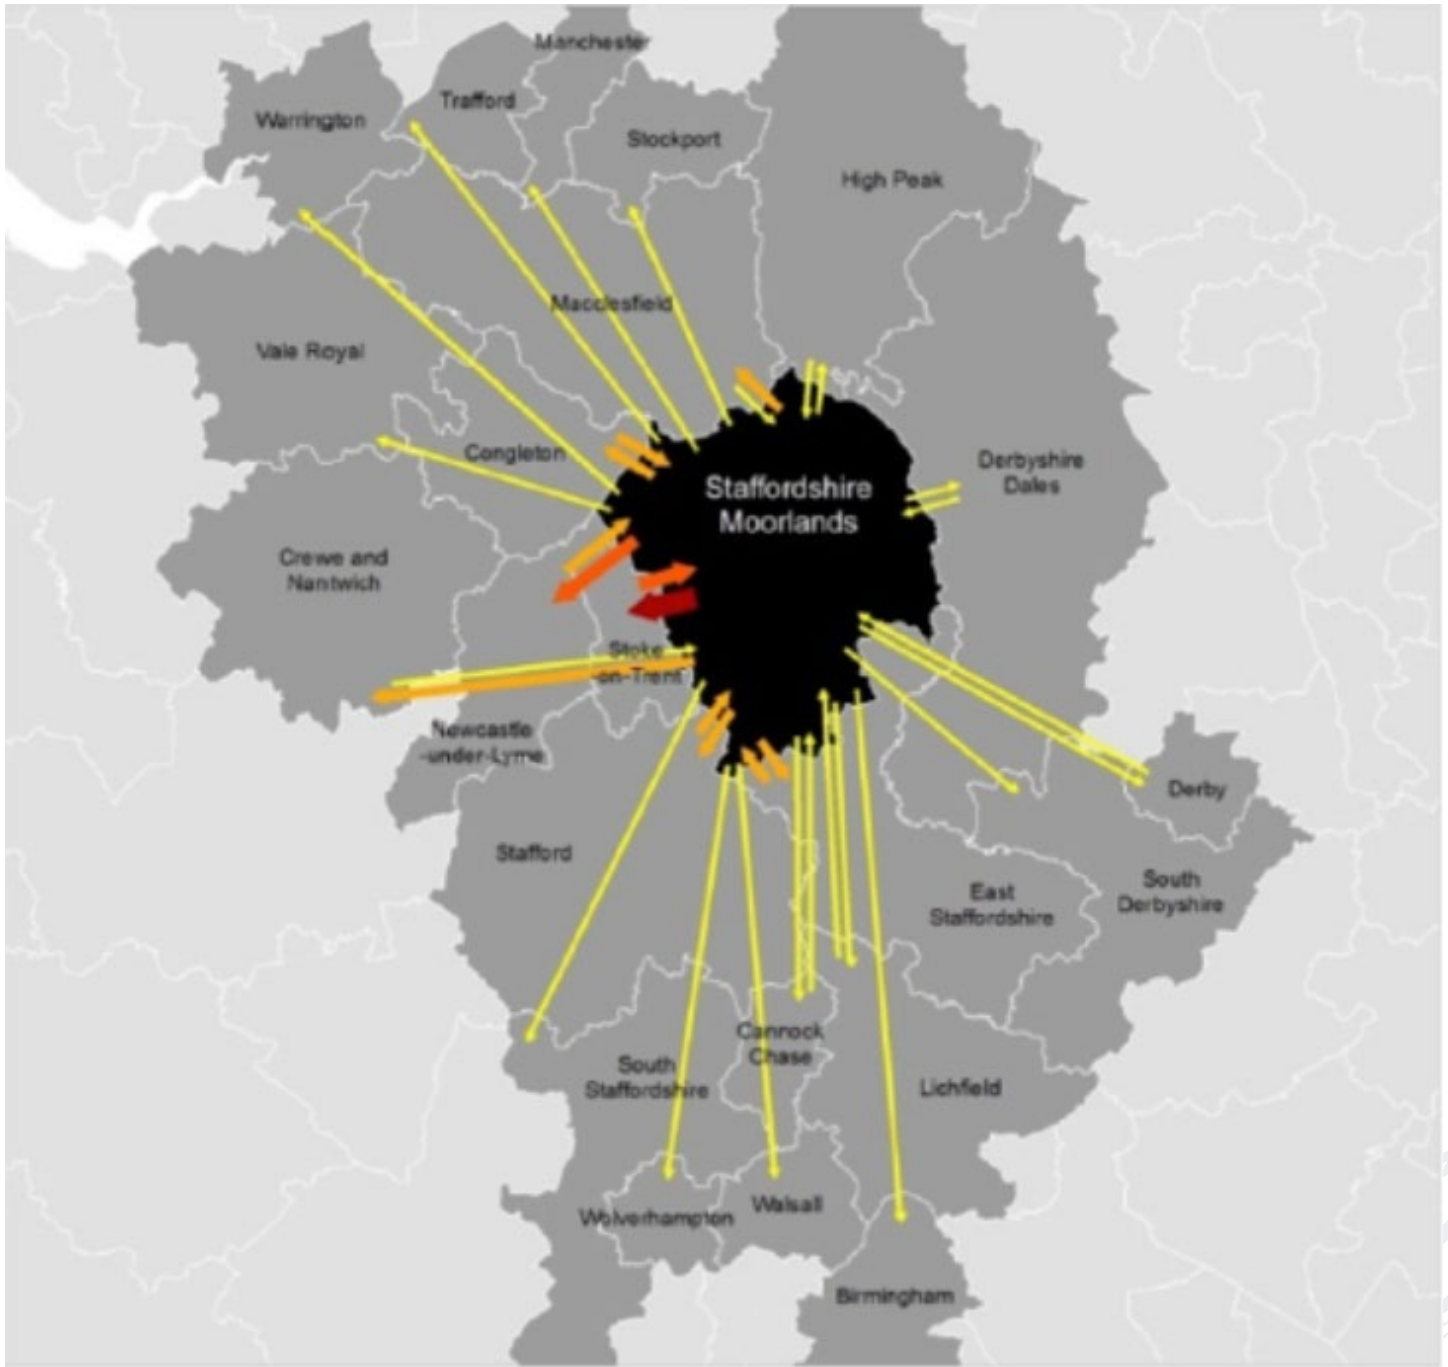 Manchester
Trafford
Warrington
Stockport
High Peak
Macclesfield
Vale Royal
Congleton
Derbyshire
Dales
Staffordshire
Moorlands
Crewe and
Nantwich
Stoke
-on-Trent
Newcastle
-under-Lyme
Derby
Stafford
East
Staffordshire
South
Derbyshire
Cannock
Chase
South
Staffordshire
Lichfield
Walsall
Wolverhampton
Birmingham